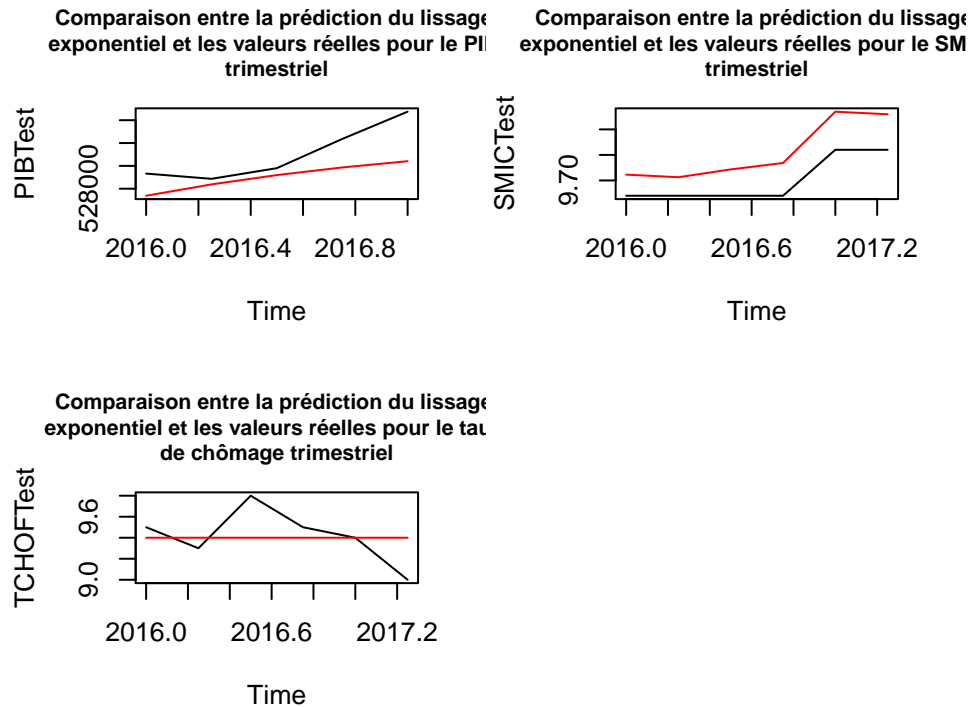 Comparaison entre la prédiction du lissage
exponentiel et les valeurs réelles pour le PI
trimestriel
PIBTest
528000
2016.0 2016.4 2016.8
Time
Comparaison entre la prédiction du lissage
exponentiel et les valeurs réelles pour le SM
trimestriel
SMICTest
9.70
2016.0 2016.6 2017.2
Time
Comparaison entre la prédiction du lissage
exponentiel et les valeurs réelles pour le tau
de chômage trimestriel
TCHOFTest
9.0 9.6
2016.0 2016.6 2017.2
Time